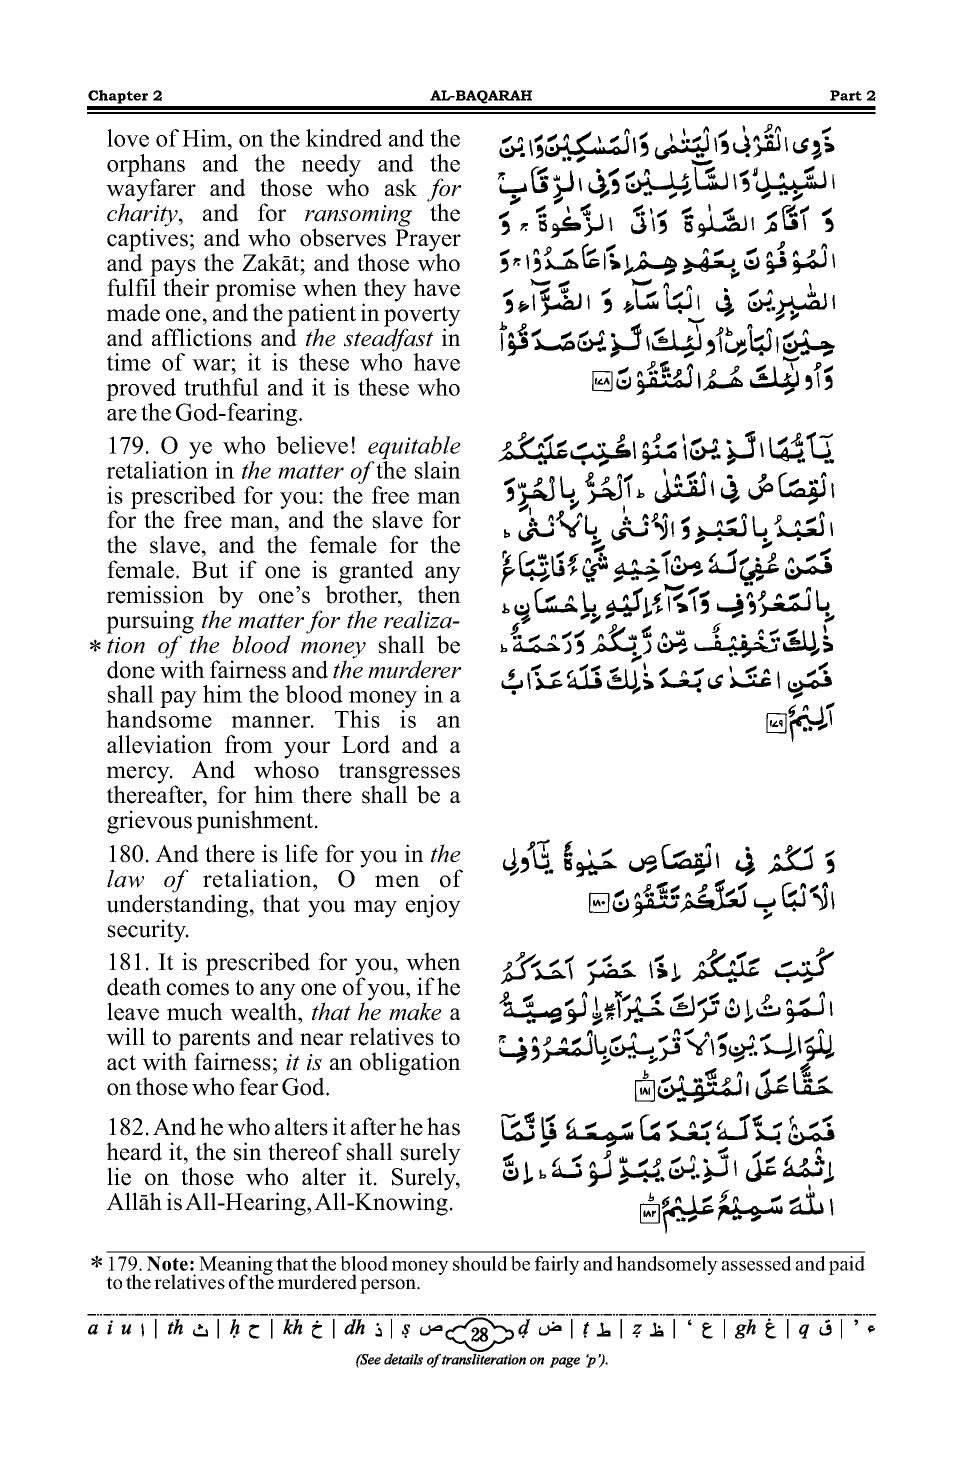 Chapter 2 AL-BAQARAH Part 2
love of Him, on the kindred and the
orphans and the needy and the
wayfarer and those who ask for
charity, and for ransoming the
captives; and who observes Prayer
and pays the Zakāt; and those who
fulfil their promise when they have
made one, and the patient in poverty
and afflictions and the steadfast in
time of war; it is these who have
proved truthful and it is these who
are the God-fearing.
179. O ye who believe! equitable
retaliation in the matter of the slain
is prescribed for you: the free man
for the free man, and the slave for
the slave, and the female for the
female. But if one is granted any
remission by one’s brother, then
pursuing the matter for the realiza-
* tion of the blood money shall be
done with fairness and the murderer
shall pay him the blood money in a
handsome manner. This is an
alleviation from your Lord and a
mercy. And whoso transgresses
thereafter, for him there shall be a
grievous punishment.
180. And there is life for you in the
law of retaliation, O men of
understanding, that you may enjoy
security.
181. It is prescribed for you, when
death comes to any one of you, if he
leave much wealth, that he make a
will to parents and near relatives to
act with fairness; it is an obligation
on those who fear God.
182. And he who alters it after he has
heard it, the sin thereof shall surely
lie on those who alter it. Surely,
Allāh is All-Hearing, All-Knowing.
ذَوِى الْقُرْبٰى وَالْيَتٰمٰى وَالْمَسٰكِيْنَ وَابْنَ
السَّبِيْلِ ۙ وَالسَّآئِلِيْنَ وَفِى الرِّقَابِ ۚ
وَ اَقَامَ الصَّلٰوةَ وَاٰتَى الزَّكٰوةَ ۚ وَ
الْمُوْفُوْنَ بِعَهْدِهِمْ اِذَا عَاهَدُوْا ۚ وَ
الصّٰبِرِيْنَ فِى الْبَاْسَآءِ وَ الضَّرَّآءِ وَ
حِيْنَ الْبَاْسِ ؕ اُولٰٓئِكَ الَّذِيْنَ صَدَقُوْا ؕ
وَ اُولٰٓئِكَ هُمُ الْمُتَّقُوْنَ ۱۷۸
يٰۤاَيُّهَا الَّذِيْنَ اٰمَنُوْا كُتِبَ عَلَيْكُمُ
الْقِصَاصُ فِى الْقَتْلٰى ؕ اَلْحُرُّ بِالْحُرِّ وَ
الْعَبْدُ بِالْعَبْدِ وَ الْاُنْثٰى بِالْاُنْثٰى ؕ
فَمَنْ عُفِيَ لَهٗ مِنْ اَخِيْهِ شَيْءٌ فَاتِّبَاعٌۢ
بِالْمَعْرُوْفِ وَ اَدَآءٌ اِلَيْهِ بِاِحْسَانٍ ؕ
ذٰلِكَ تَخْفِيْفٌ مِّنْ رَّبِّكُمْ وَرَحْمَةٌ ؕ
فَمَنِ اعْتَدٰى بَعْدَ ذٰلِكَ فَلَهٗ عَذَابٌ
اَلِيْمٌ ۱۷۹
وَ لَكُمْ فِى الْقِصَاصِ حَيٰوةٌ يّٰۤاُولِى
الْاَلْبَابِ لَعَلَّكُمْ تَتَّقُوْنَ ۱۸۰
كُتِبَ عَلَيْكُمْ اِذَا حَضَرَ اَحَدَكُمُ
الْمَوْتُ اِنْ تَرَكَ خَيْرَا ۖۚ اِلْوَصِيَّةُ
لِلْوَالِدَيْنِ وَالْاَقْرَبِيْنَ بِالْمَعْرُوْفِ ۚ
حَقًّا عَلَى الْمُتَّقِيْنَ ؕ ۱۸۱
فَمَنْۢ بَدَّلَهٗ بَعْدَ مَا سَمِعَهٗ فَاِنَّمَاۤ
اِثْمُهٗ عَلَى الَّذِيْنَ يُبَدِّلُوْنَهٗ ؕ اِنَّ
اللّٰهَ سَمِيْعٌ عَلِيْمٌ ؕ ۱۸۲
* 179. Note: Meaning that the blood money should be fairly and handsomely assessed and paid
to the relatives of the murdered person.
a i u ا | th ث | ḥ ح | kh خ | dh ذ | ṣ ص 28 ḍ ض | ṭ ط | ẓ ظ | ‘ ع | gh غ | q ق | ’ ء
(See details of transliteration on page ‘p’).